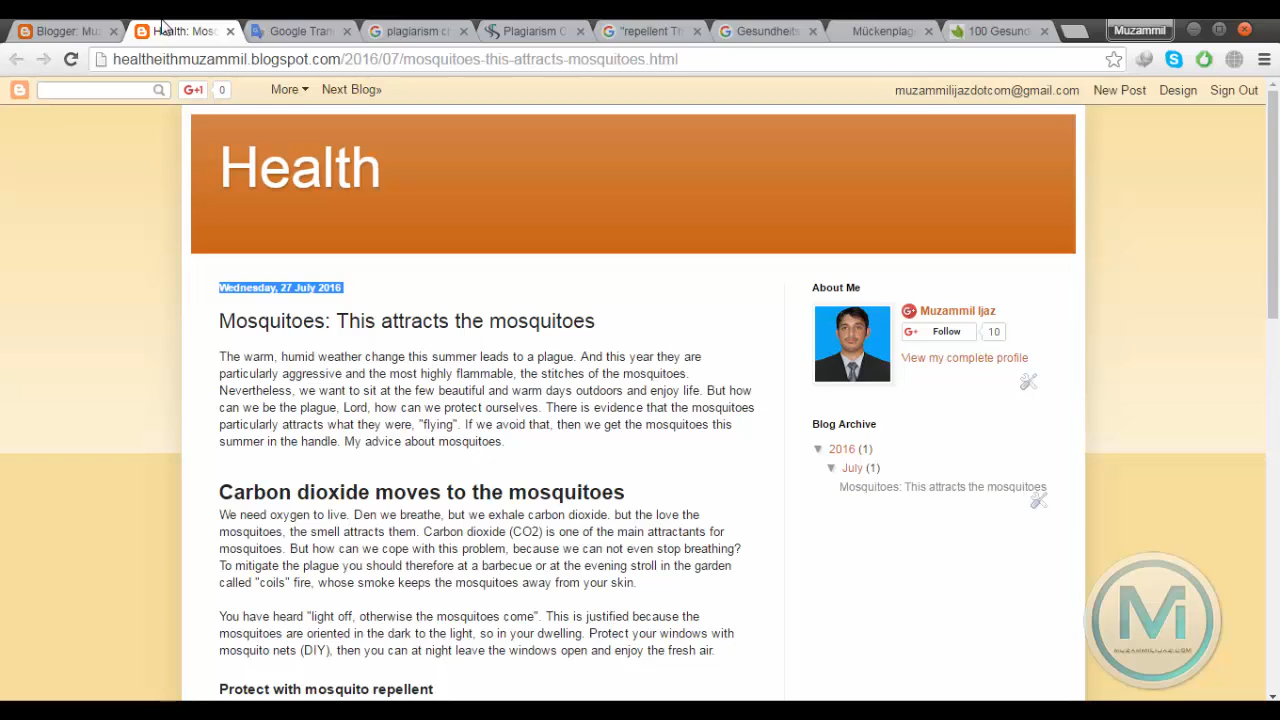 Blogger: Mu
Health: Mos
Google Tran
plagiarism c
Plagiarism C
"repellent T
Gesundheits
Mückenplag
100 Gesund
Muzammil
healtheithmuzammil.blogspot.com/2016/07/mosquitoes-this-attracts-mosquitoes.html
G+1 0 More Next Blog» muzammilijazdotcom@gmail.com New Post Design Sign Out
Health
Wednesday, 27 July 2016
Mosquitoes: This attracts the mosquitoes
The warm, humid weather change this summer leads to a plague. And this year they are
particularly aggressive and the most highly flammable, the stitches of the mosquitoes.
Nevertheless, we want to sit at the few beautiful and warm days outdoors and enjoy life. But how
can we be the plague, Lord, how can we protect ourselves. There is evidence that the mosquitoes
particularly attracts what they were, "flying". If we avoid that, then we get the mosquitoes this
summer in the handle. My advice about mosquitoes.
Carbon dioxide moves to the mosquitoes
We need oxygen to live. Den we breathe, but we exhale carbon dioxide. but the love the
mosquitoes, the smell attracts them. Carbon dioxide (CO2) is one of the main attractants for
mosquitoes. But how can we cope with this problem, because we can not even stop breathing?
To mitigate the plague you should therefore at a barbecue or at the evening stroll in the garden
called "coils" fire, whose smoke keeps the mosquitoes away from your skin.
You have heard "light off, otherwise the mosquitoes come". This is justified because the
mosquitoes are oriented in the dark to the light, so in your dwelling. Protect your windows with
mosquito nets (DIY), then you can at night leave the windows open and enjoy the fresh air.
Protect with mosquito repellent
About Me
Muzammil Ijaz
G+ Follow 10
View my complete profile
Blog Archive
▼ 2016 (1)
▼ July (1)
Mosquitoes: This attracts the mosquitoes
Mi
MUZAMMILIJAZ.COM